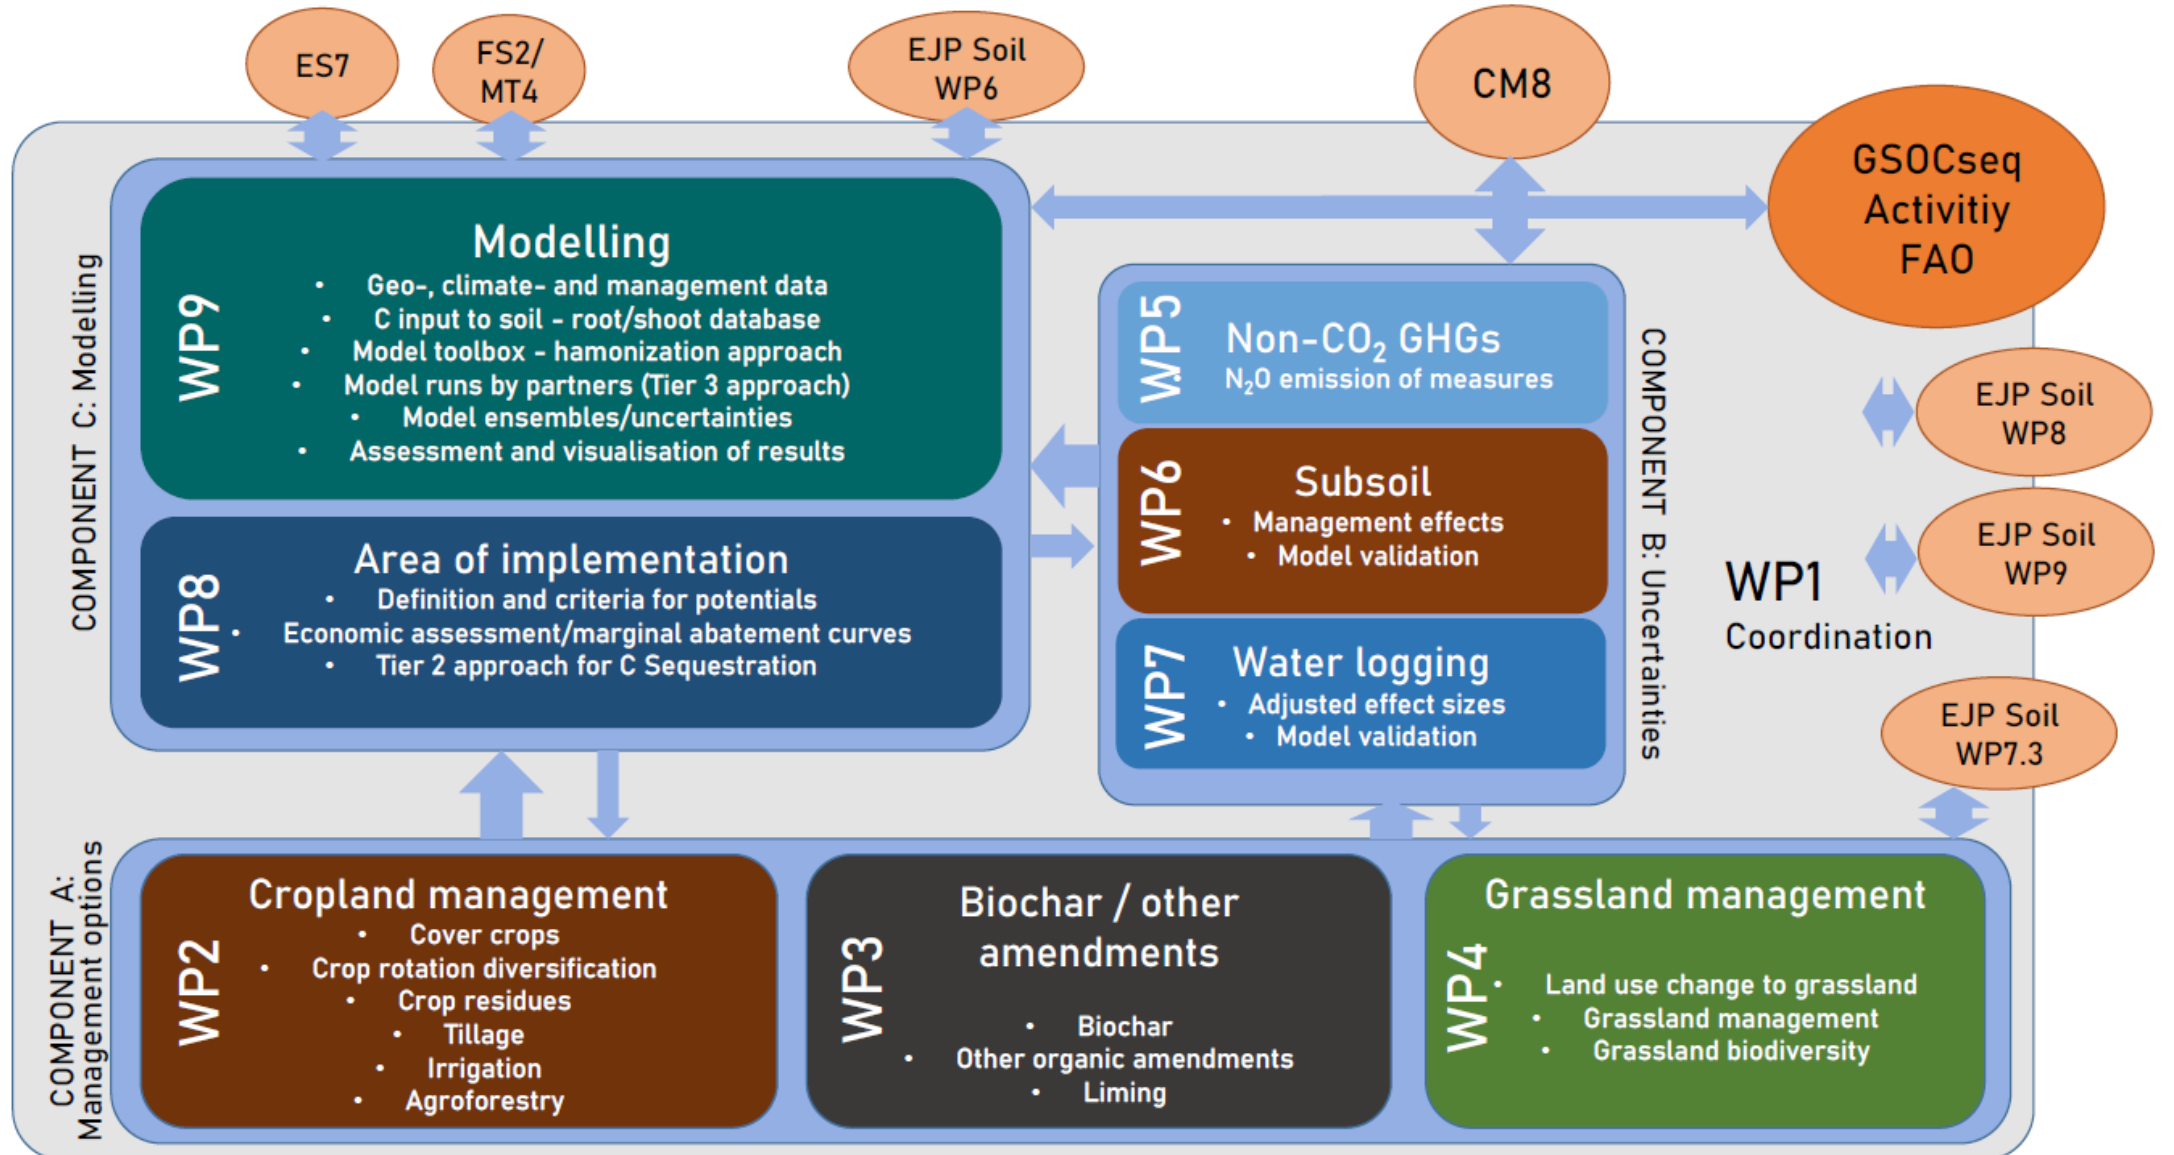 ES7
FS2/
MT4
EJP Soil
WP6
CM8
GSOCseq
Activitiy
FAO
COMPONENT C: Modelling
WP9
Modelling
• Geo-, climate- and management data
• C input to soil - root/shoot database
• Model toolbox - hamonization approach
• Model runs by partners (Tier 3 approach)
• Model ensembles/uncertainties
• Assessment and visualisation of results
WP8
Area of implementation
• Definition and criteria for potentials
• Economic assessment/marginal abatement curves
• Tier 2 approach for C Sequestration
WP5
Non-CO₂ GHGs
N₂O emission of measures
WP6
Subsoil
• Management effects
• Model validation
WP7
Water logging
• Adjusted effect sizes
• Model validation
COMPONENT B: Uncertainties
EJP Soil
WP8
EJP Soil
WP9
WP1
Coordination
EJP Soil
WP7.3
COMPONENT A:
Management options
WP2
Cropland management
• Cover crops
• Crop rotation diversification
• Crop residues
• Tillage
• Irrigation
• Agroforestry
WP3
Biochar / other
amendments
• Biochar
• Other organic amendments
• Liming
WP4
Grassland management
• Land use change to grassland
• Grassland management
• Grassland biodiversity